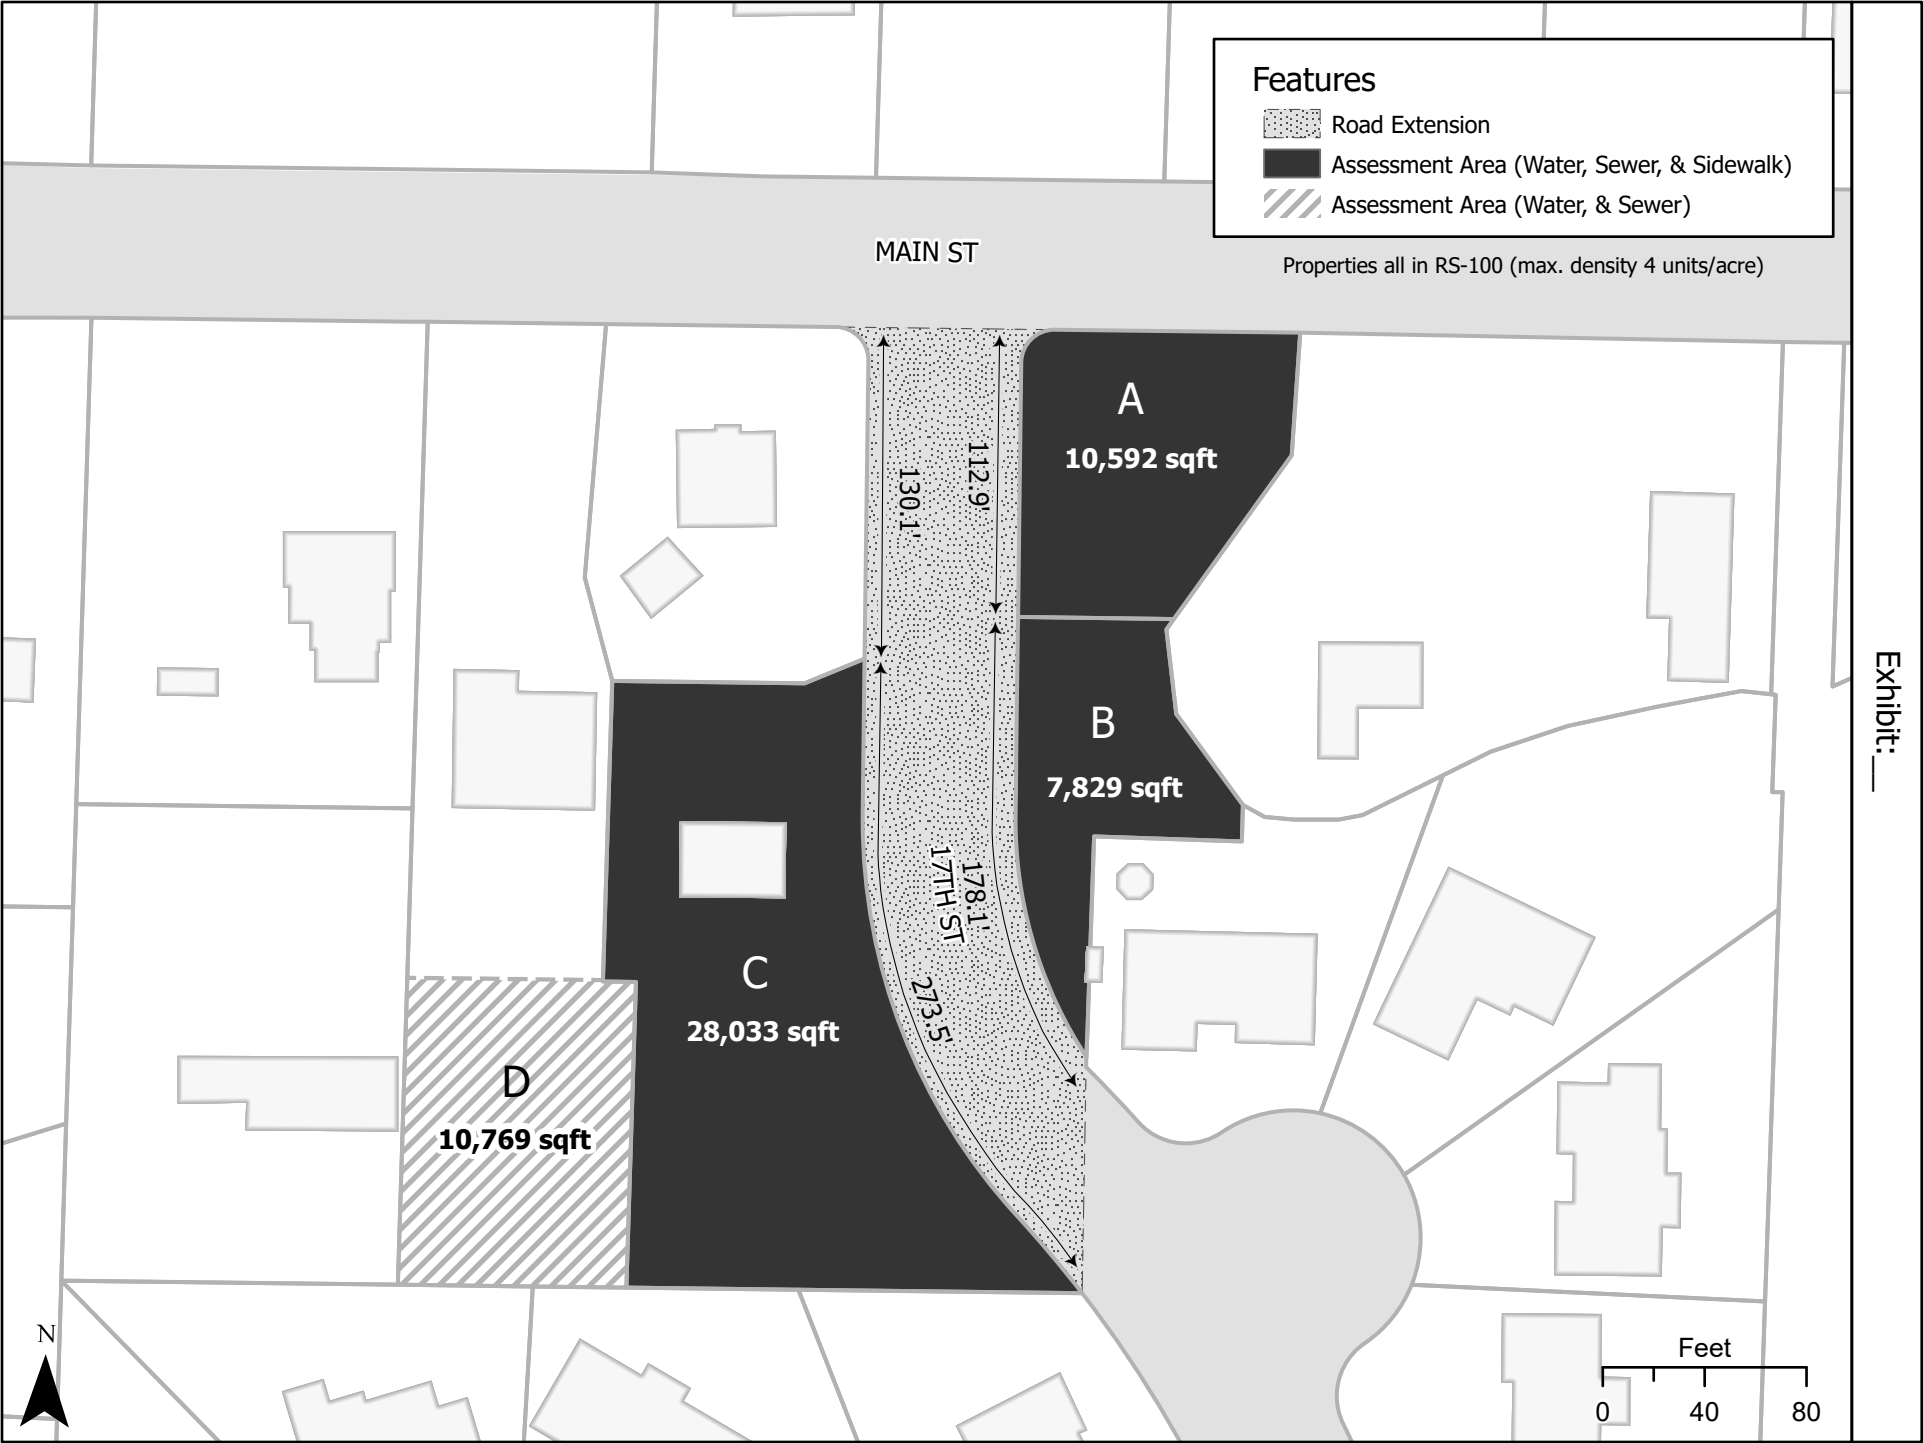 Features
Road Extension
Assessment Area (Water, Sewer, & Sidewalk)
Assessment Area (Water, & Sewer)
MAIN ST
Properties all in RS-100 (max. density 4 units/acre)
A
10,592 sqft
130.1'
112.9'
B
7,829 sqft
178.1'
17TH ST
273.5'
C
28,033 sqft
D
10,769 sqft
Exhibit:__
N
Feet
0 40 80